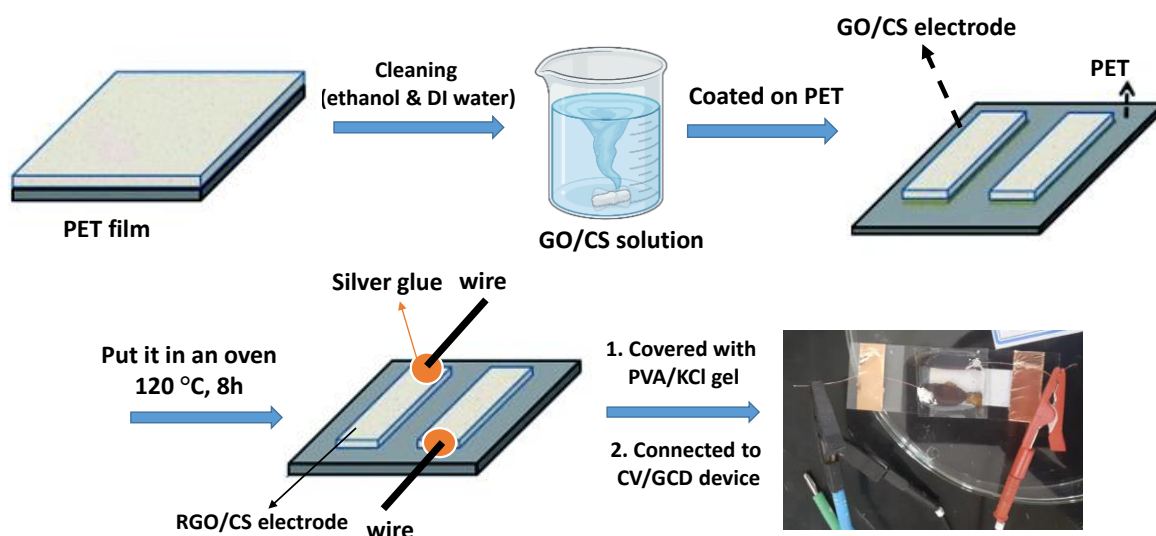 PET film
Cleaning
(ethanol & DI water)
GO/CS solution
Coated on PET
GO/CS electrode
PET
Put it in an oven
120 °C, 8h
Silver glue
wire
RGO/CS electrode
wire
1. Covered with
PVA/KCl gel
2. Connected to
CV/GCD device